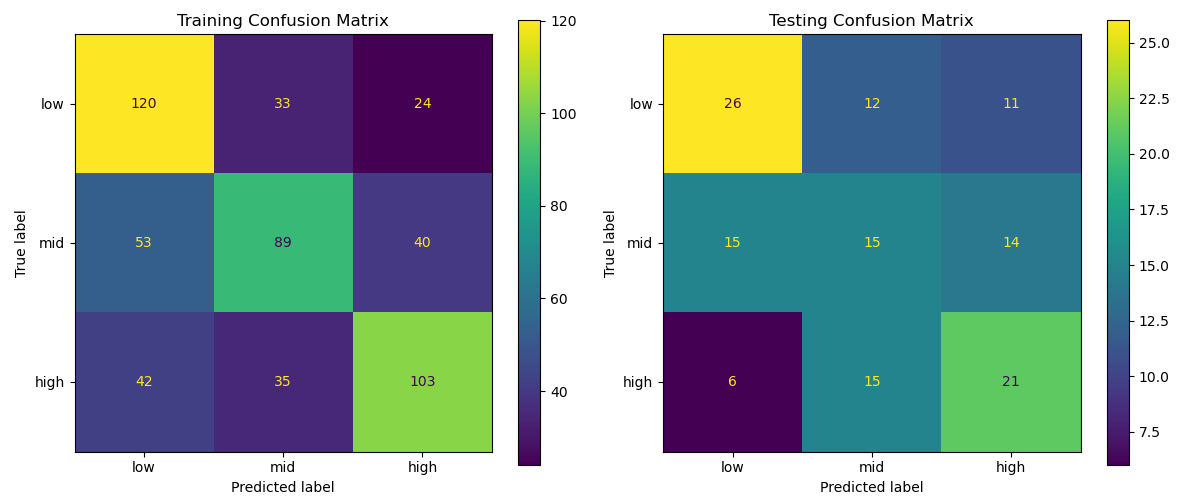 Training Confusion Matrix
True label
low 120 33 24
mid 53 89 40
high 42 35 103
low mid high
Predicted label
120
100
80
60
40
Testing Confusion Matrix
True label
low 26 12 11
mid 15 15 14
high 6 15 21
low mid high
Predicted label
25.0
22.5
20.0
17.5
15.0
12.5
10.0
7.5